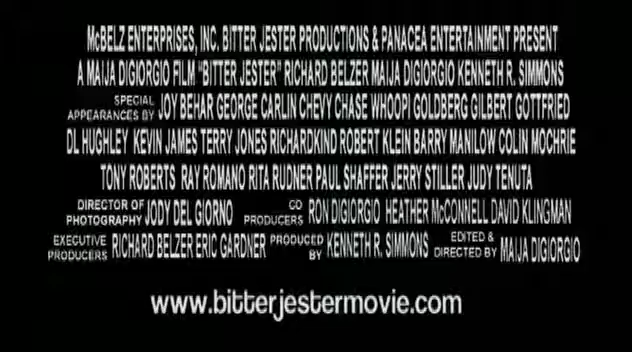 McBELZ ENTERPRISES, INC. BITTER JESTER PRODUCTIONS & PANACEA ENTERTAINMENT PRESENT
A MAIJA DIGIORGIO FILM "BITTER JESTER" RICHARD BELZER MAIJA DIGIORGIO KENNETH R. SIMMONS
SPECIAL APPEARANCES BY JOY BEHAR GEORGE CARLIN CHEVY CHASE WHOOPI GOLDBERG GILBERT GOTTFRIED
DL HUGHLEY KEVIN JAMES TERRY JONES RICHARDKIND ROBERT KLEIN BARRY MANILOW COLIN MOCHRIE
TONY ROBERTS RAY ROMANO RITA RUDNER PAUL SHAFFER JERRY STILLER JUDY TENUTA
DIRECTOR OF PHOTOGRAPHY JODY DEL GIORNO CO PRODUCERS RON DIGIORGIO HEATHER McCONNELL DAVID KLINGMAN
EXECUTIVE PRODUCERS RICHARD BELZER ERIC GARDNER PRODUCED BY KENNETH R. SIMMONS EDITED & DIRECTED BY MAIJA DIGIORGIO
www.bitterjestermovie.com